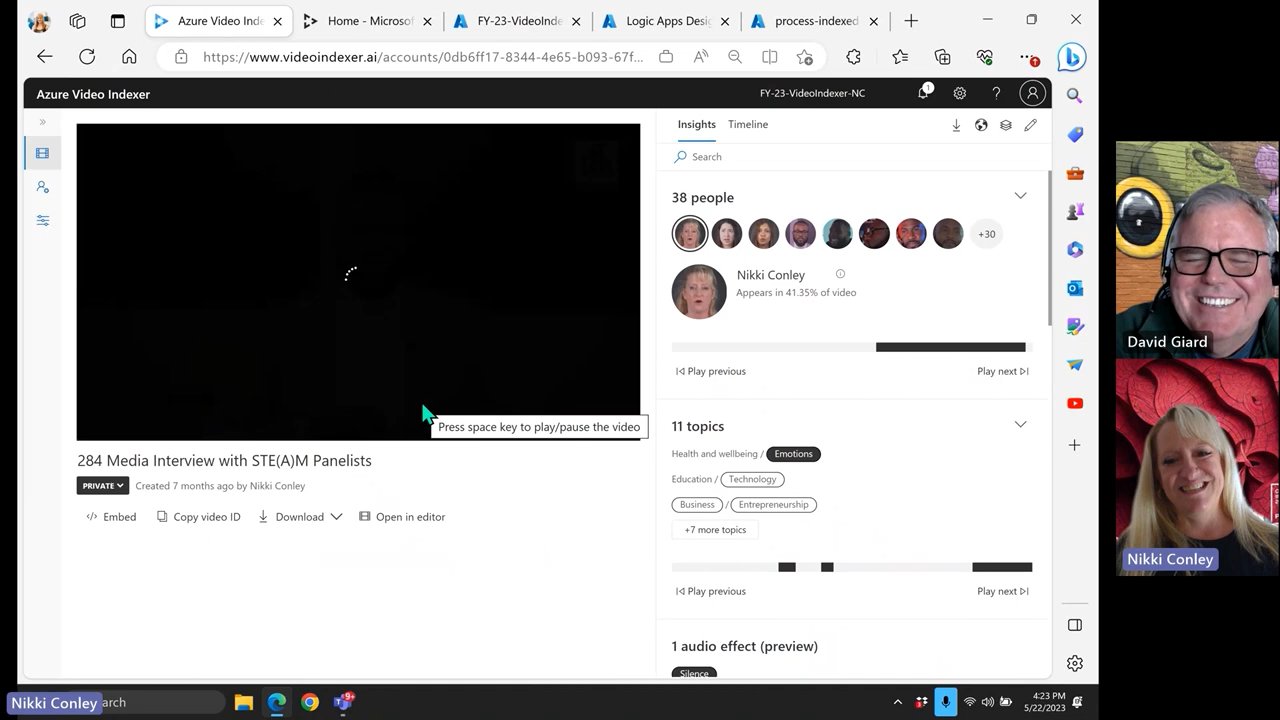 Azure Video Inde
Home - Microsof
FY-23-VideoInde
Logic Apps Desi
process-indexed
https://www.videoindexer.ai/accounts/0db6ff17-8344-4e65-b093-67f...
Azure Video Indexer
FY-23-VideoIndexer-NC
1
Insights
Timeline
Search
38 people
+30
Nikki Conley
Appears in 41.35% of video
Play previous
Play next
11 topics
Health and wellbeing / Emotions
Education / Technology
Business / Entrepreneurship
+7 more topics
Play previous
Play next
1 audio effect (preview)
Silence
Press space key to play/pause the video
284 Media Interview with STE(A)M Panelists
PRIVATE
Created 7 months ago by Nikki Conley
</> Embed
Copy video ID
Download
Open in editor
David Giard
Nikki Conley
Nikki Conley
arch
9+
4:23 PM
5/22/2023